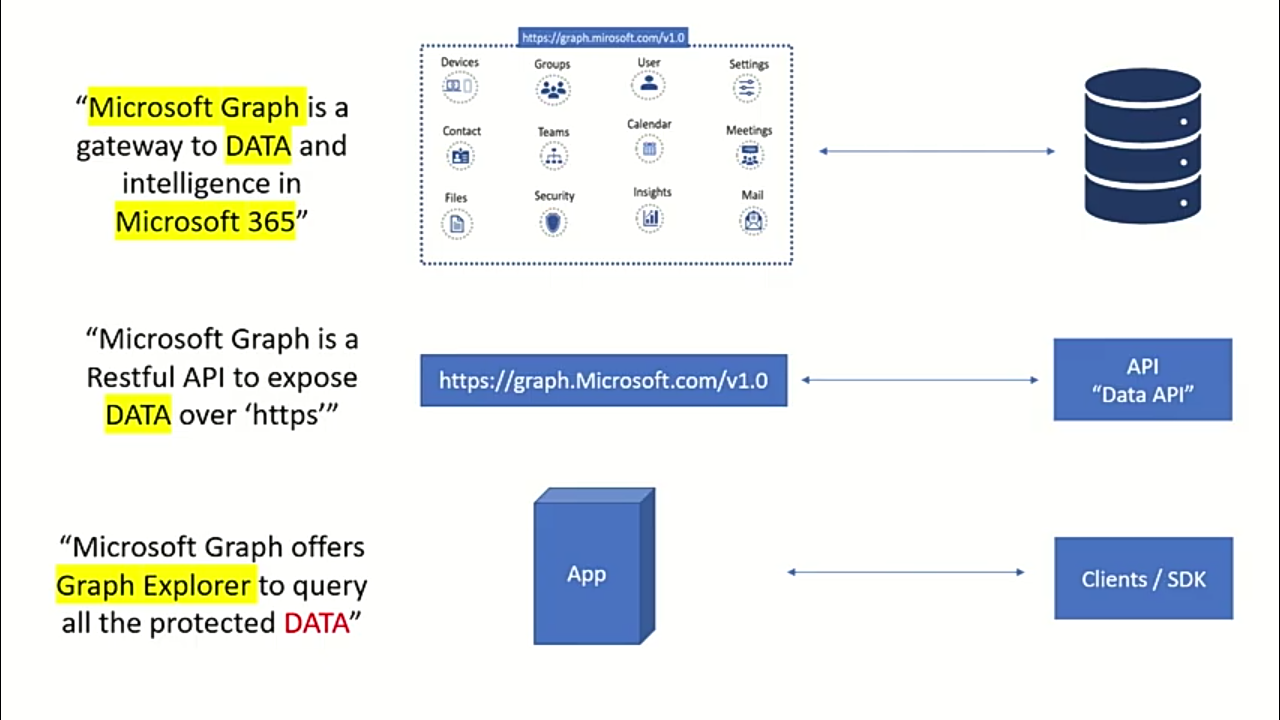 https://graph.mirosoft.com/v1.0
Devices
Groups
User
Settings
Contact
Teams
Calendar
Meetings
Files
Security
Insights
Mail
“Microsoft Graph is a
gateway to DATA and
intelligence in
Microsoft 365”
“Microsoft Graph is a
Restful API to expose
DATA over ‘https’”
https://graph.Microsoft.com/v1.0
API
“Data API”
“Microsoft Graph offers
Graph Explorer to query
all the protected DATA”
App
Clients / SDK